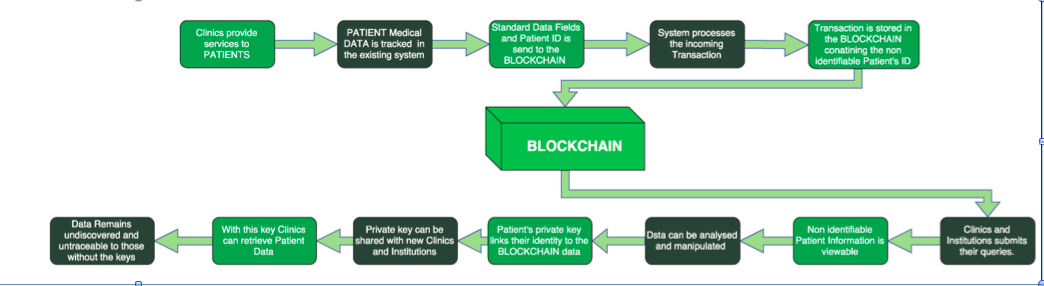 Clinics provide
services to
PATIENTS
PATIENT Medical
DATA is tracked in
the existing system
Standard Data Fields
and Patient ID is
send to the
BLOCKCHAIN
System processes
the incoming
Transaction
Transaction is stored in
the BLOCKCHAIN
conatining the non
identifiable Patient's ID
BLOCKCHAIN
Clinics and
Institutions submits
their queries.
Non identifiable
Patient Information is
viewable
Dsta can be analysed
and manipulated
Patient's private key
links their identity to the
BLOCKCHAIN data
Private key can be
shared with new Clinics
and Institutions
With this key Clinics
can retrieve Patient
Data
Data Remains
undiscovered and
untraceable to those
without the keys